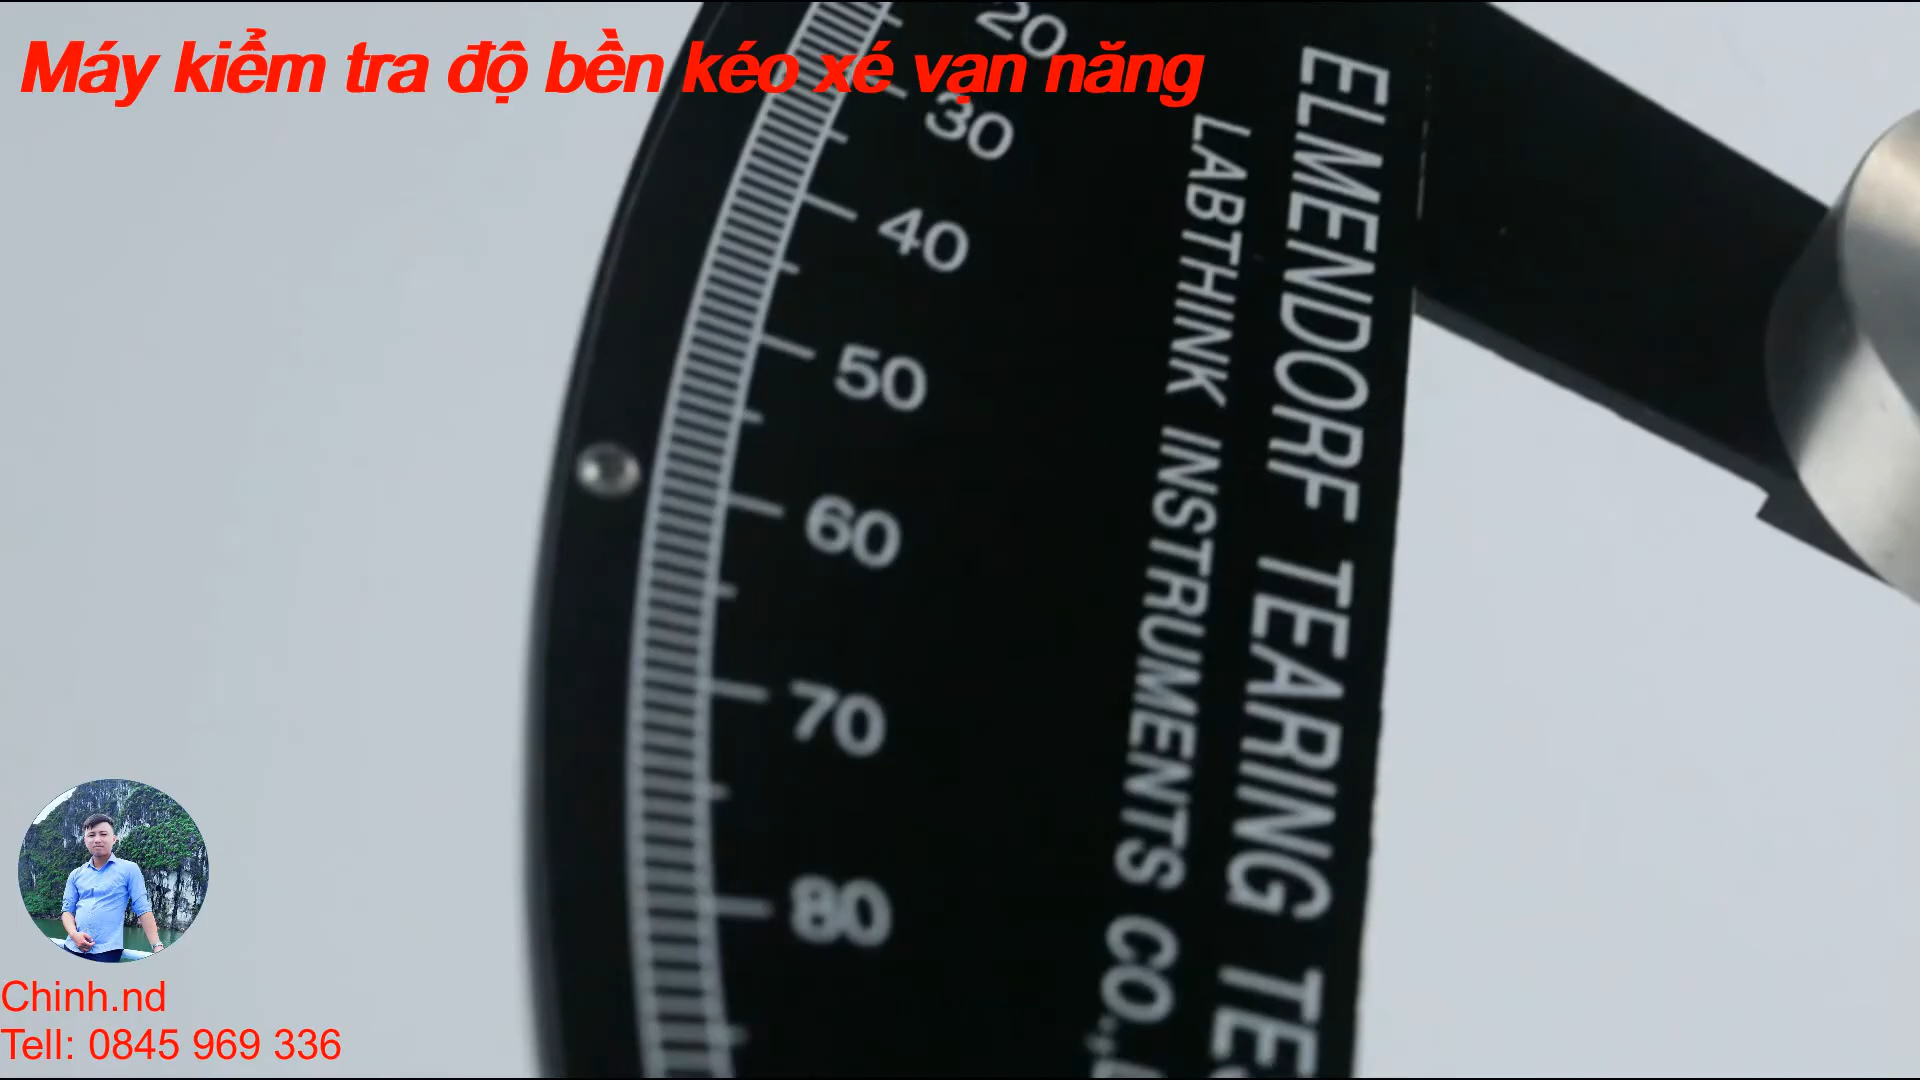 Máy kiểm tra độ bền kéo xé vạn năng
20
30
40
50
60
70
80
LABTHINK INSTRUMENTS CO.,
ELMENDORF TEARING
Chinh.nd
Tell: 0845 969 336